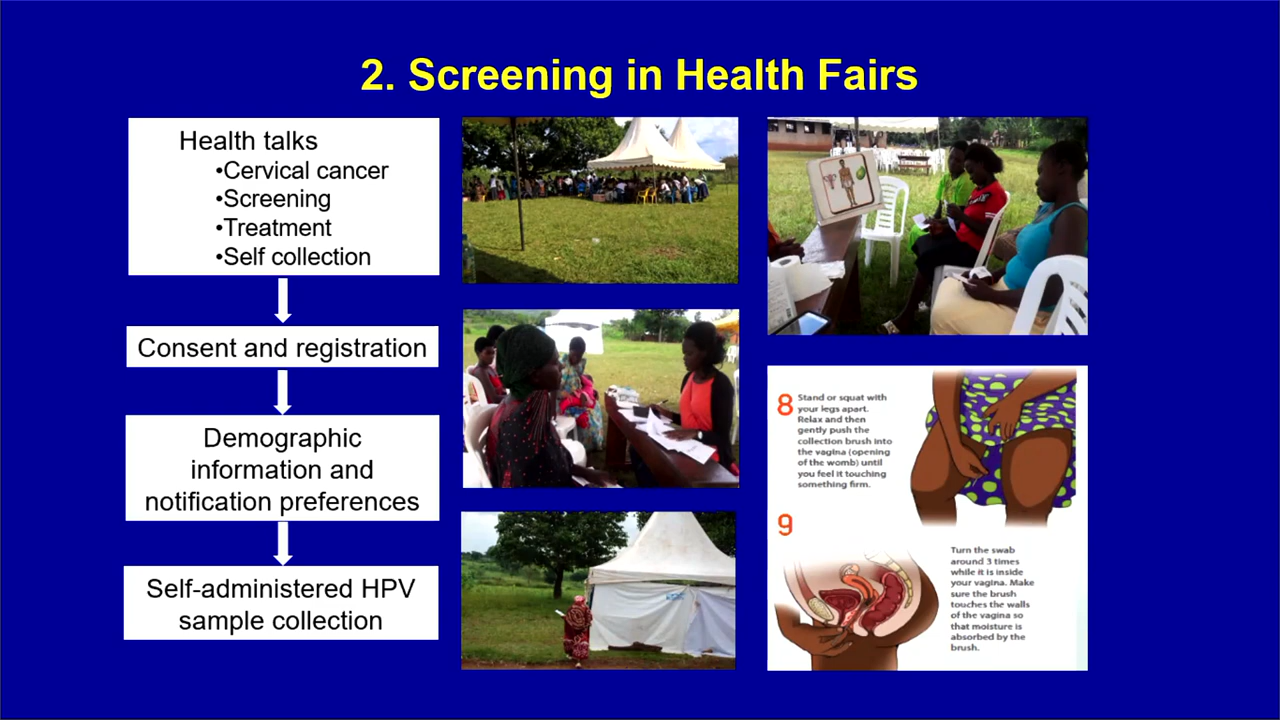 2. Screening in Health Fairs
Health talks
•Cervical cancer
•Screening
•Treatment
•Self collection
Consent and registration
Demographic
information and
notification preferences
Self-administered HPV
sample collection
8
Stand or squat with
your legs apart.
Relax and then
gently push the
collection brush into
the vagina (opening
of the womb) until
you feel it touching
something firm.
9
Turn the swab
around 3 times
while it is inside
your vagina. Make
sure the brush
touches the walls
of the vagina so
that moisture is
absorbed by the
brush.